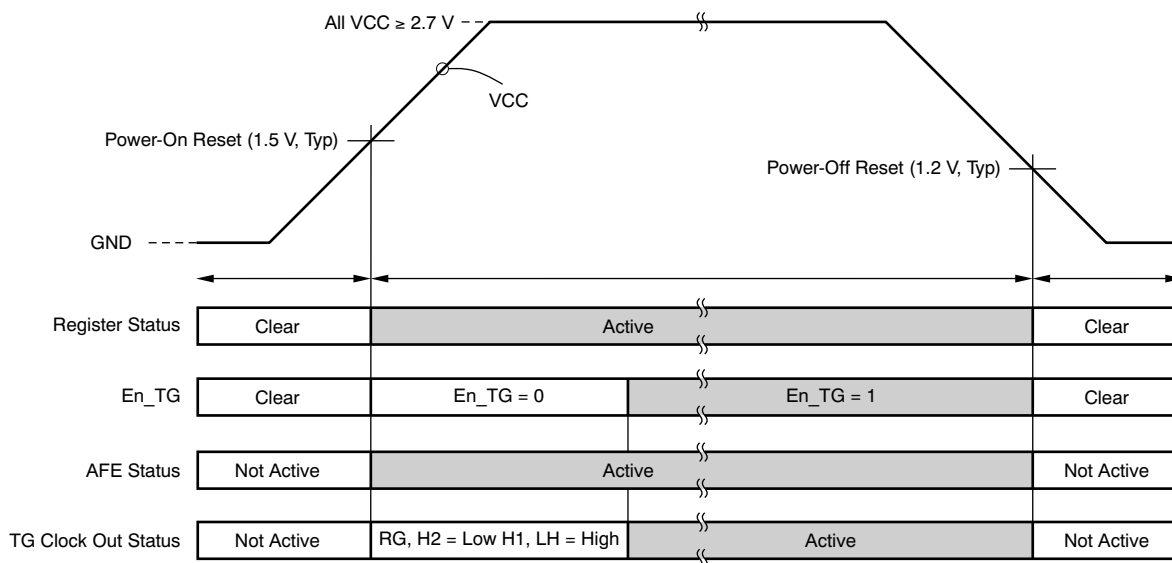 All VCC ≥ 2.7 V
VCC
Power-On Reset (1.5 V, Typ)
Power-Off Reset (1.2 V, Typ)
GND
Register Status Clear Active Clear
En_TG Clear En_TG = 0 En_TG = 1 Clear
AFE Status Not Active Active Not Active
TG Clock Out Status Not Active RG, H2 = Low H1, LH = High Active Not Active